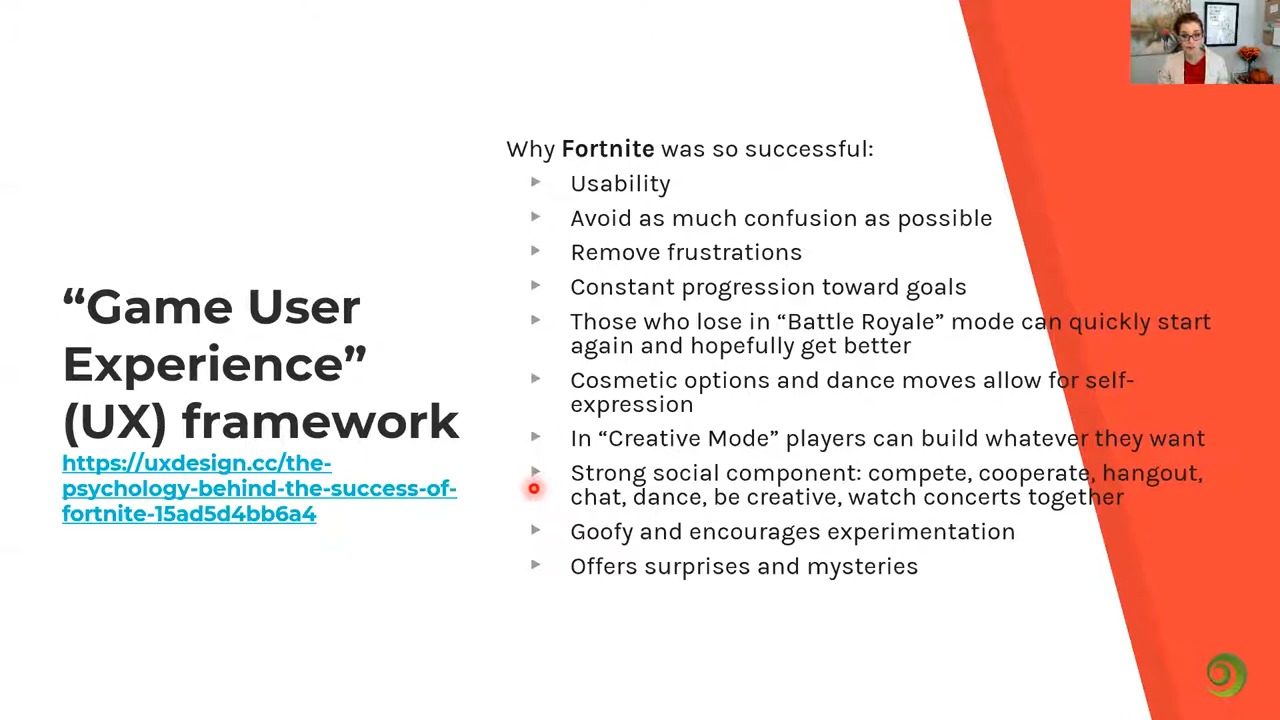 “Game User
Experience”
(UX) framework
https://uxdesign.cc/the-
psychology-behind-the-success-of-
fortnite-15ad5d4bb6a4
Why Fortnite was so successful:
Usability
Avoid as much confusion as possible
Remove frustrations
Constant progression toward goals
Those who lose in “Battle Royale” mode can quickly start
again and hopefully get better
Cosmetic options and dance moves allow for self-
expression
In “Creative Mode” players can build whatever they want
Strong social component: compete, cooperate, hangout,
chat, dance, be creative, watch concerts together
Goofy and encourages experimentation
Offers surprises and mysteries